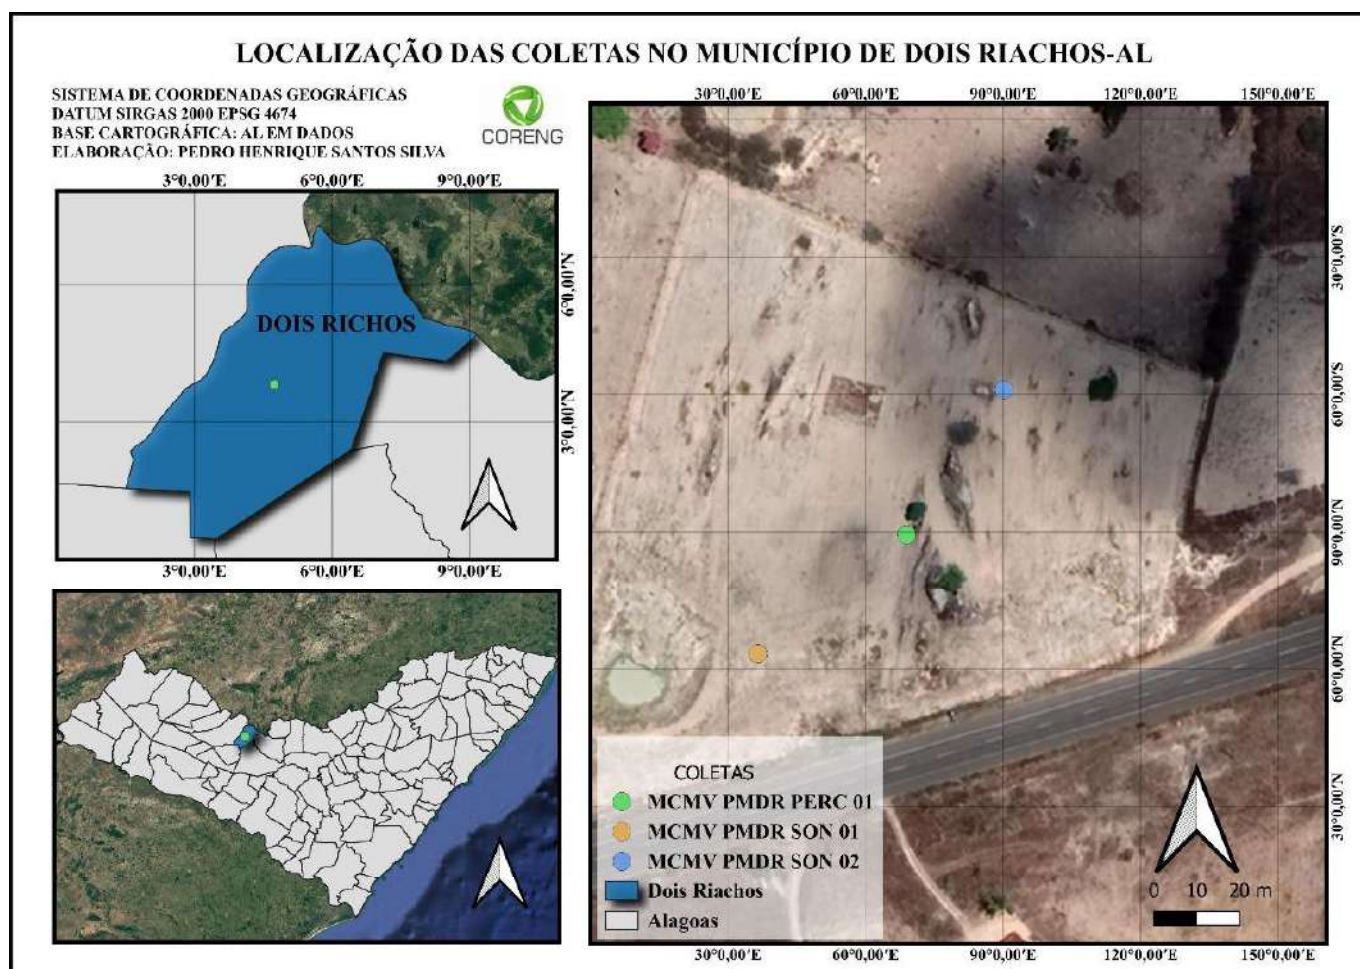 LOCALIZAÇÃO DAS COLETAS NO MUNICÍPIO DE DOIS RIACHOS-AL
SISTEMA DE COORDENADAS GEOGRÁFICAS
DATUM SIRGAS 2000 EPSG 4674
BASE CARTOGRÁFICA: AL EM DADOS
ELABORAÇÃO: PEDRO HENRIQUE SANTOS SILVA
CORENG
3°0,00'E 6°0,00'E 9°0,00'E
DOIS RICHOS
6°0,00'N
3°0,00'N
3°0,00'E 6°0,00'E 9°0,00'E
30°0,00'E 60°0,00'E 90°0,00'E 120°0,00'E 150°0,00'E
30°0,00'S
60°0,00'S
90°0,00'N
60°0,00'N
30°0,00'N
COLETAS
MCMV PMDR PERC 01
MCMV PMDR SON 01
MCMV PMDR SON 02
Dois Riachos
Alagoas
0 10 20 m
30°0,00'E 60°0,00'E 90°0,00'E 120°0,00'E 150°0,00'E